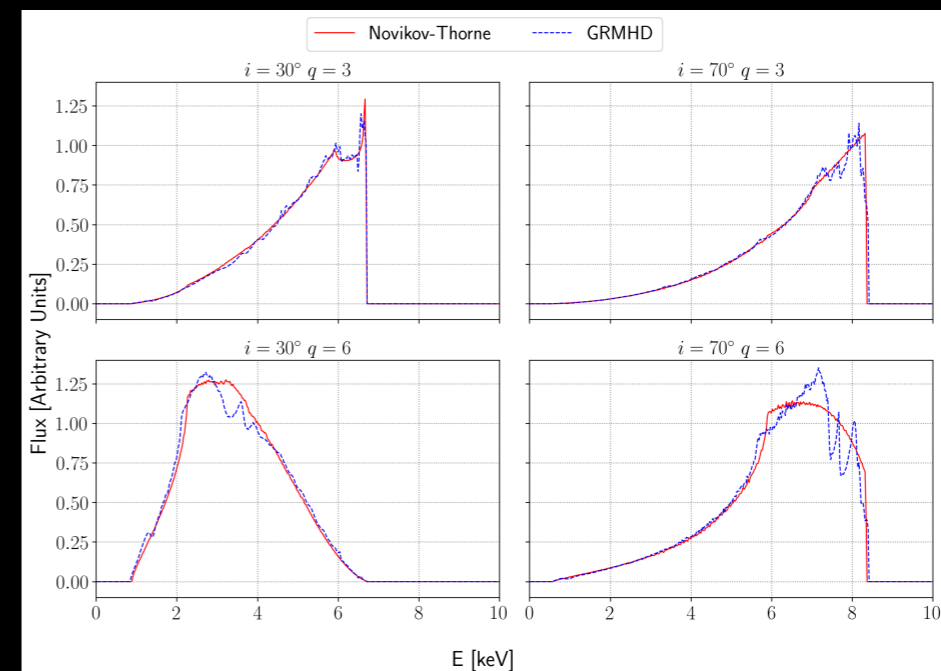 Novikov-Thorne GRMHD
i = 30° q = 3
i = 70° q = 3
1.25
1.00
0.75
0.50
0.25
0.00
i = 30° q = 6
i = 70° q = 6
1.25
1.00
0.75
0.50
0.25
0.00
0 2 4 6 8 10
0 2 4 6 8 10
Flux [Arbitrary Units]
E [keV]